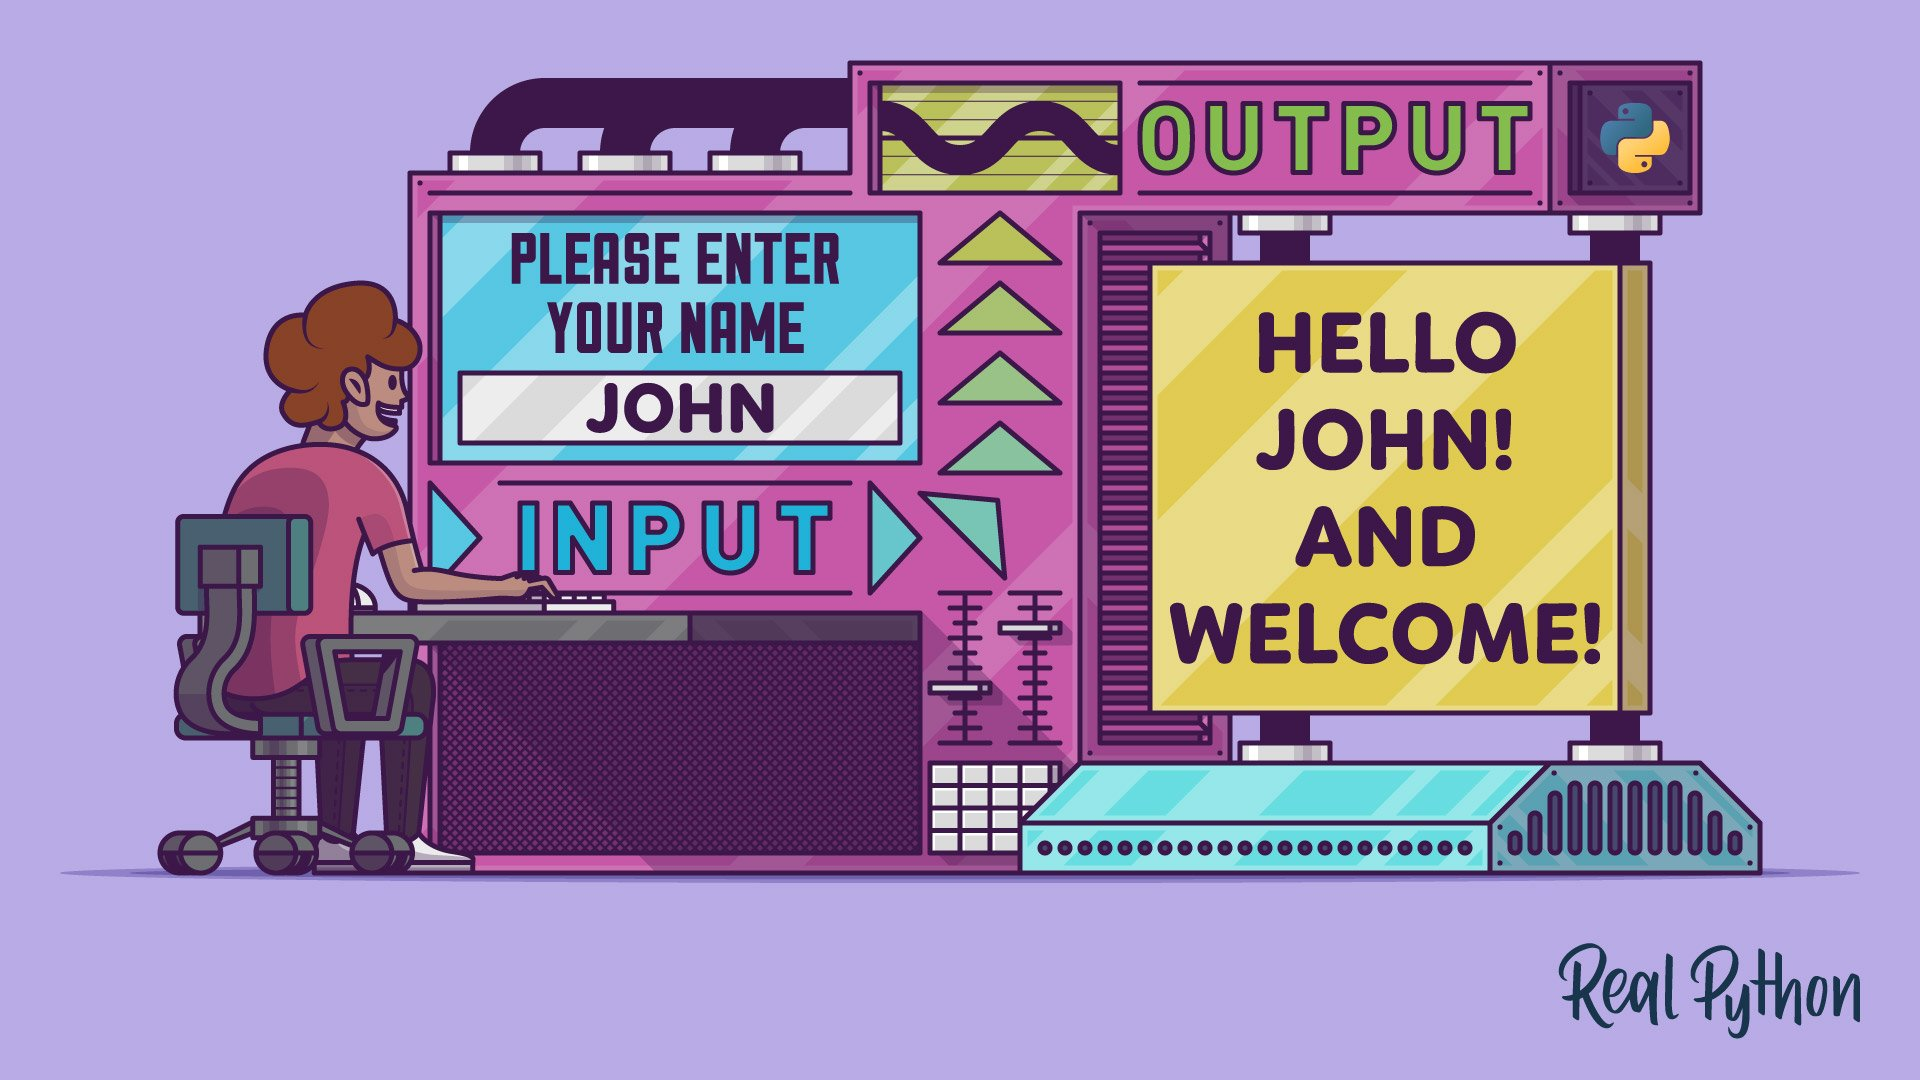 OUTPUT
PLEASE ENTER
YOUR NAME
JOHN
INPUT
HELLO
JOHN!
AND
WELCOME!
Real Python